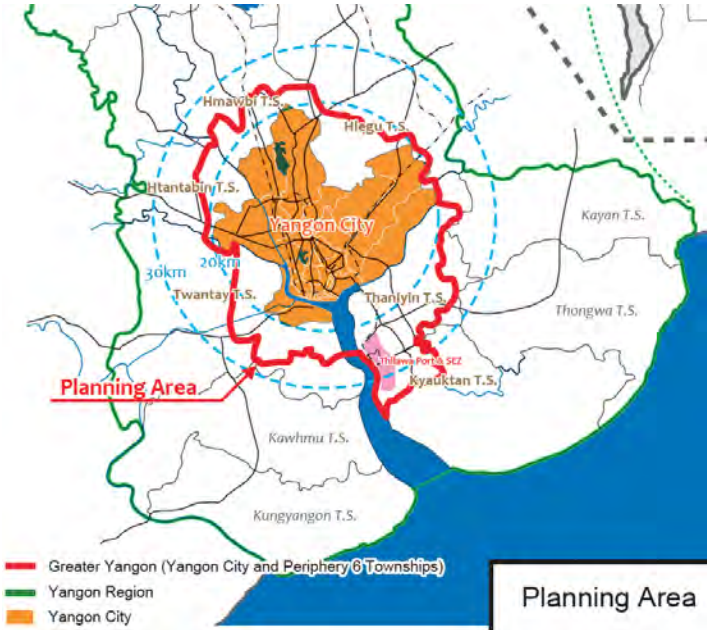 Hmawbi T.S.
Hlegu T.S.
Htantabin T.S.
Yangon City
Kayan T.S.
20km
30km
Twantay T.S.
Thanlyin T.S.
Thongwa T.S.
Thilawa Port & SEZ
Planning Area
Kyauktan T.S.
Kawhmu T.S.
Kungyangon T.S.
Greater Yangon (Yangon City and Periphery 6 Townships)
Yangon Region
Yangon City
Planning Area